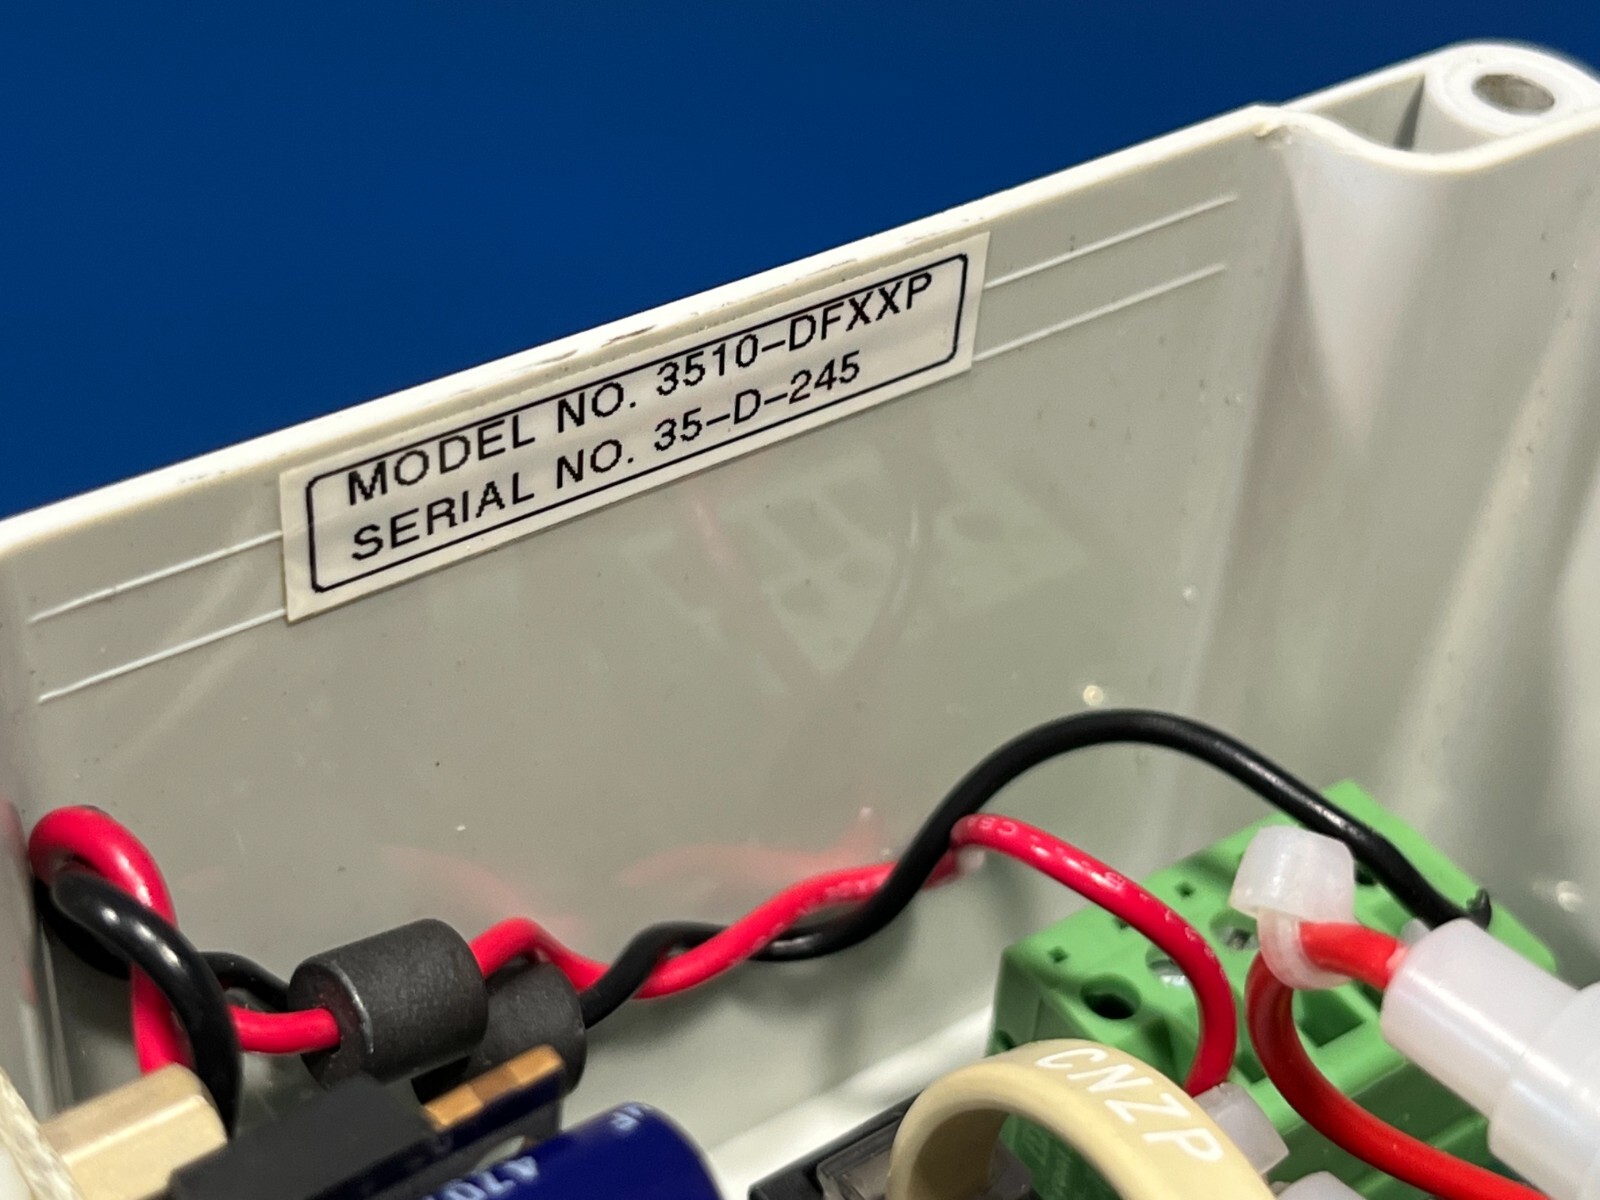 MODEL NO. 3510-DFXXP
SERIAL NO. 35-D-245
CNZP